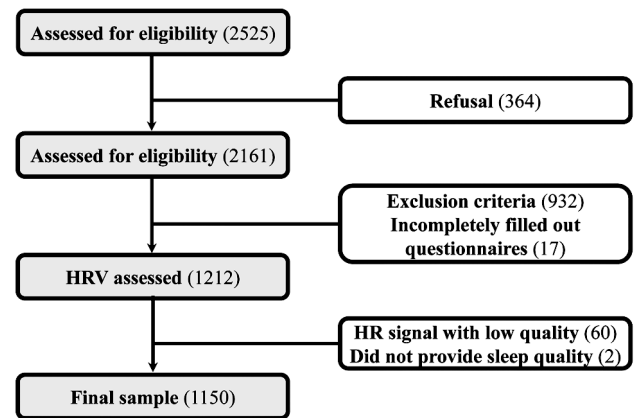 Assessed for eligibility (2525)
Refusal (364)
Assessed for eligibility (2161)
Exclusion criteria (932)
Incompletely filled out
questionnaires (17)
HRV assessed (1212)
HR signal with low quality (60)
Did not provide sleep quality (2)
Final sample (1150)